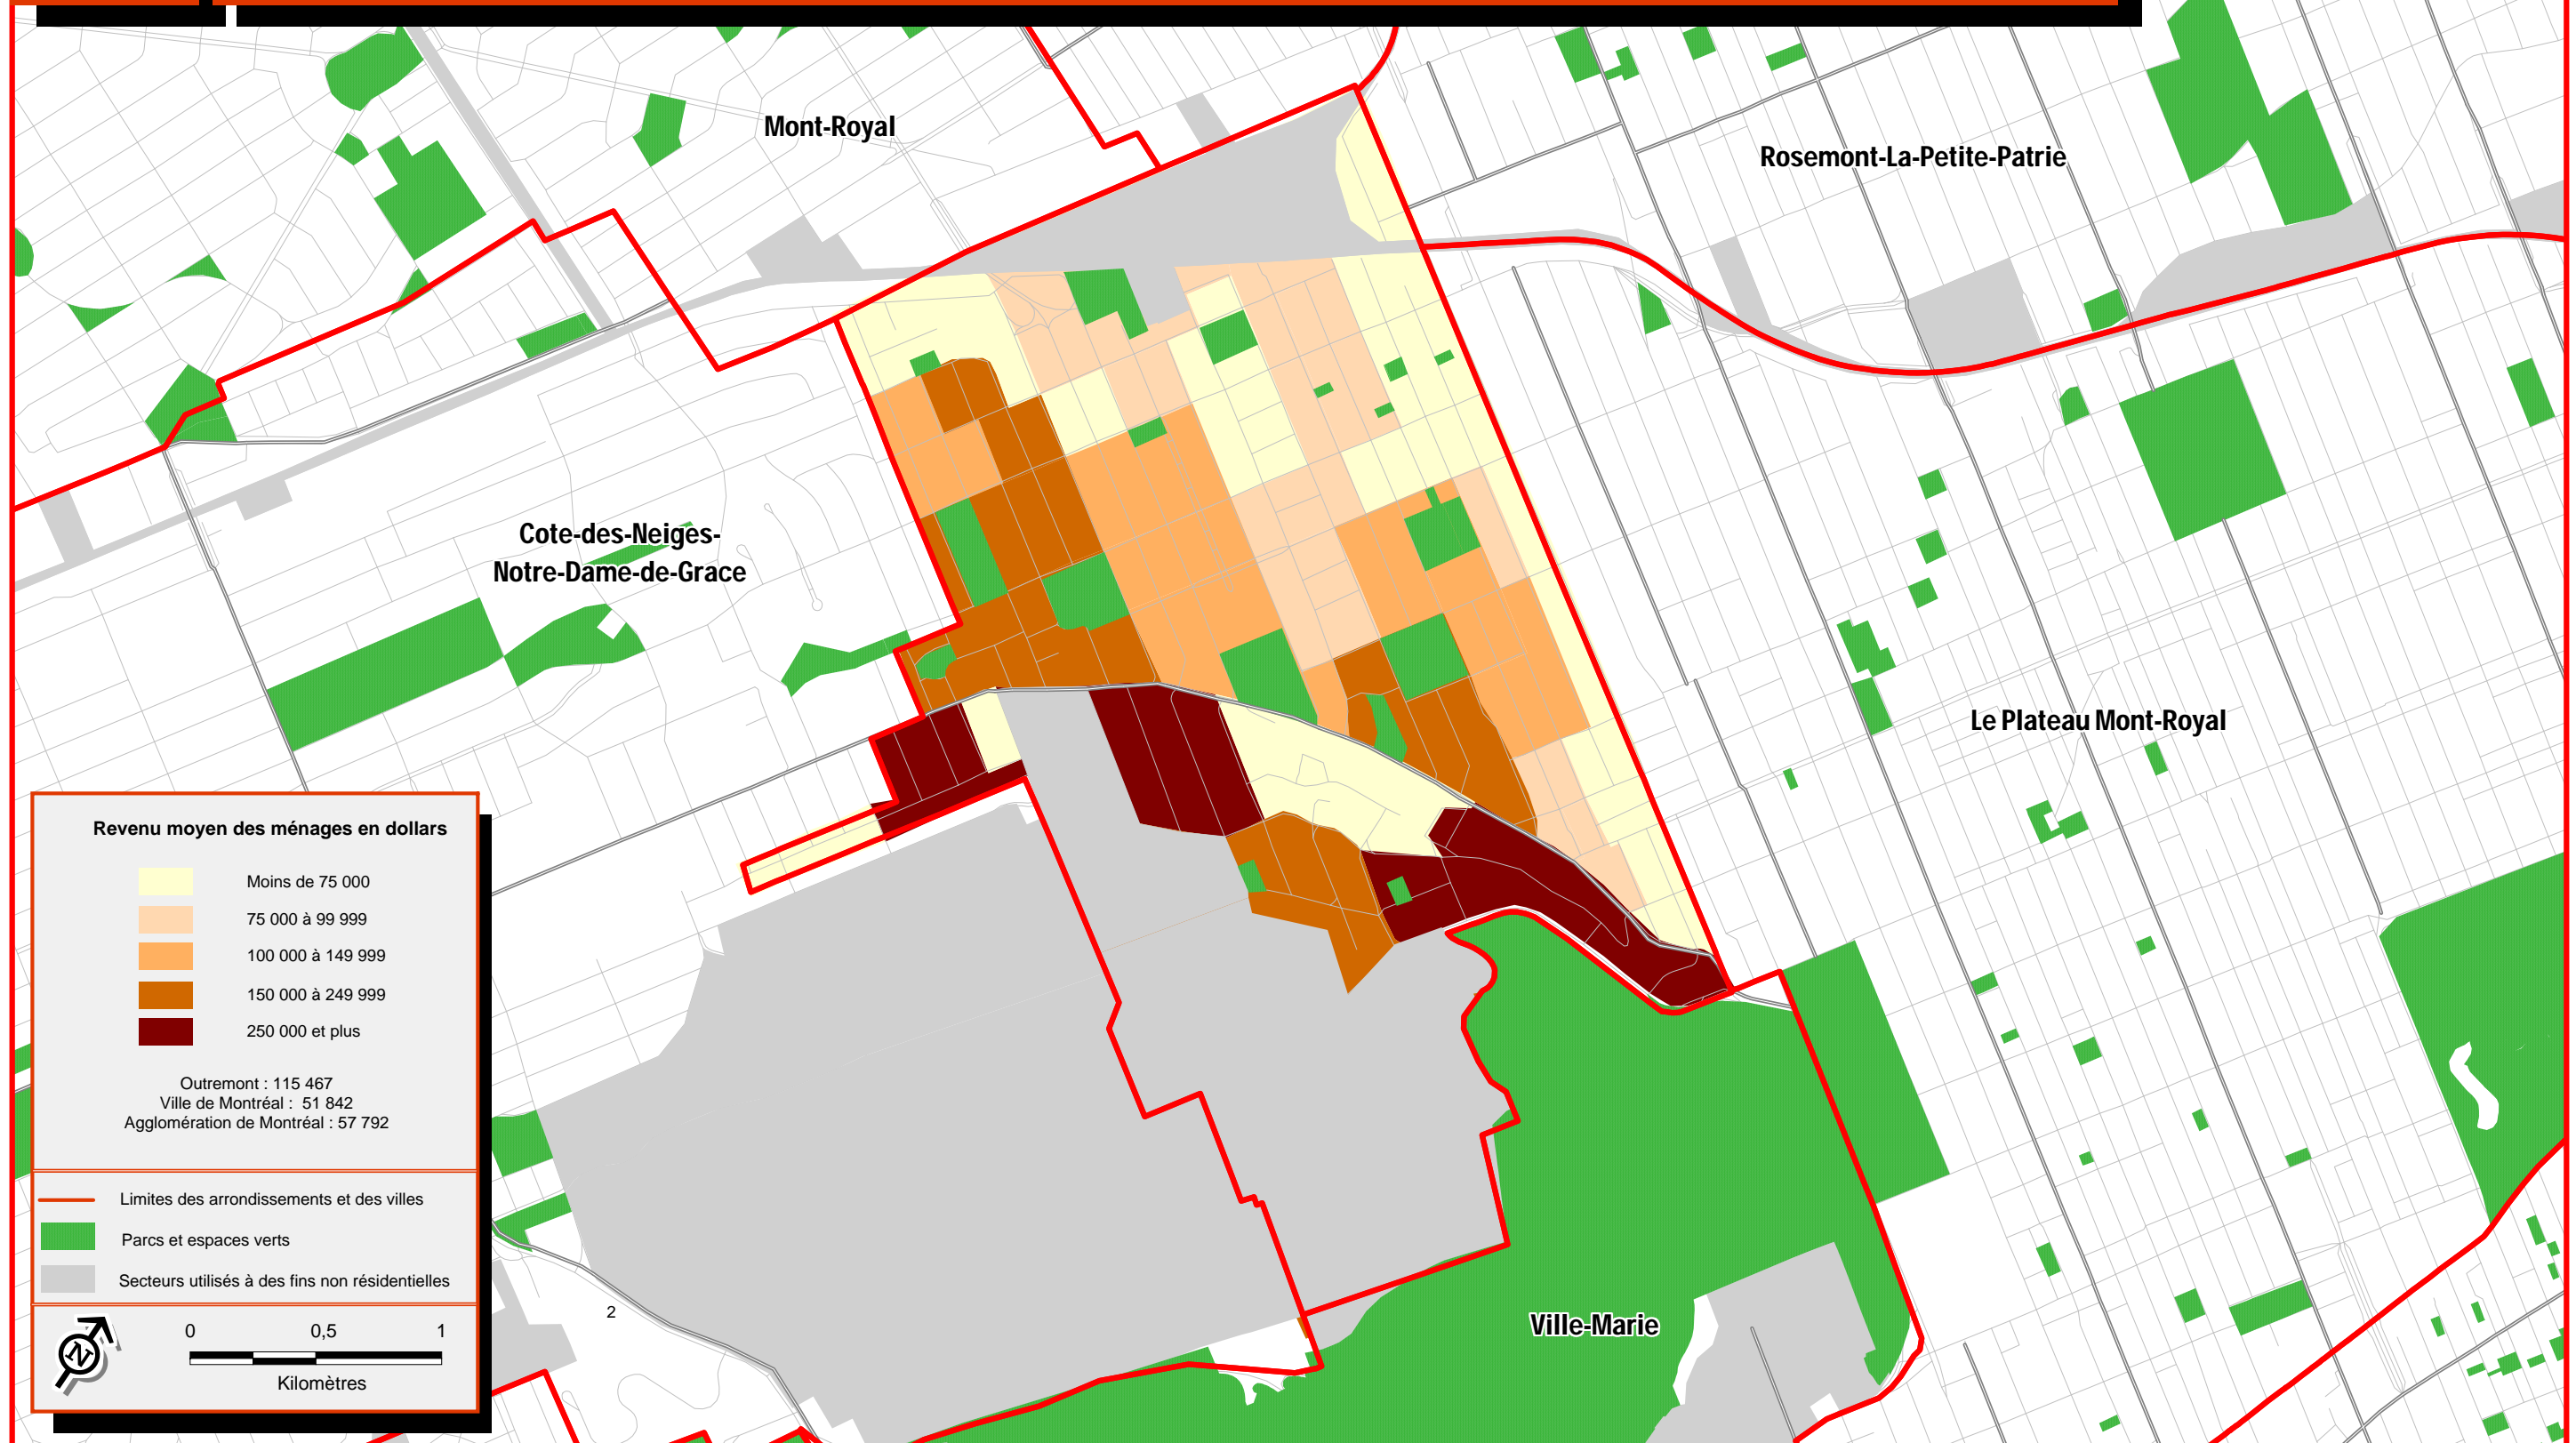 Mont-Royal
Rosemont-La-Petite-Patrie
Cote-des-Neiges-
Notre-Dame-de-Grace
Le Plateau Mont-Royal
Ville-Marie
Revenu moyen des ménages en dollars
Moins de 75 000
75 000 à 99 999
100 000 à 149 999
150 000 à 249 999
250 000 et plus
Outremont : 115 467
Ville de Montréal : 51 842
Agglomération de Montréal : 57 792
Limites des arrondissements et des villes
Parcs et espaces verts
Secteurs utilisés à des fins non résidentielles
N
0 0,5 1
Kilomètres
2